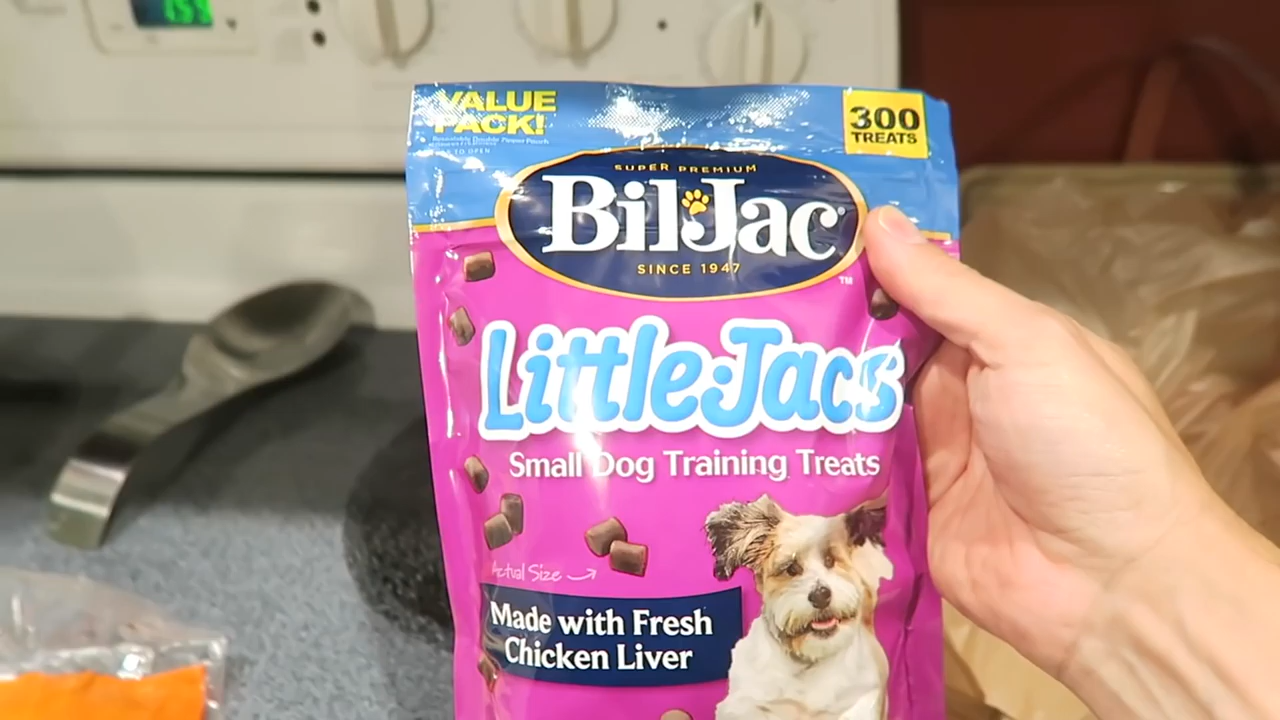 VALUE
PACK!
300
TREATS
SUPER PREMIUM
BilJac
SINCE 1947
TM
Little·Jacs
Small Dog Training Treats
Actual Size
Made with Fresh
Chicken Liver